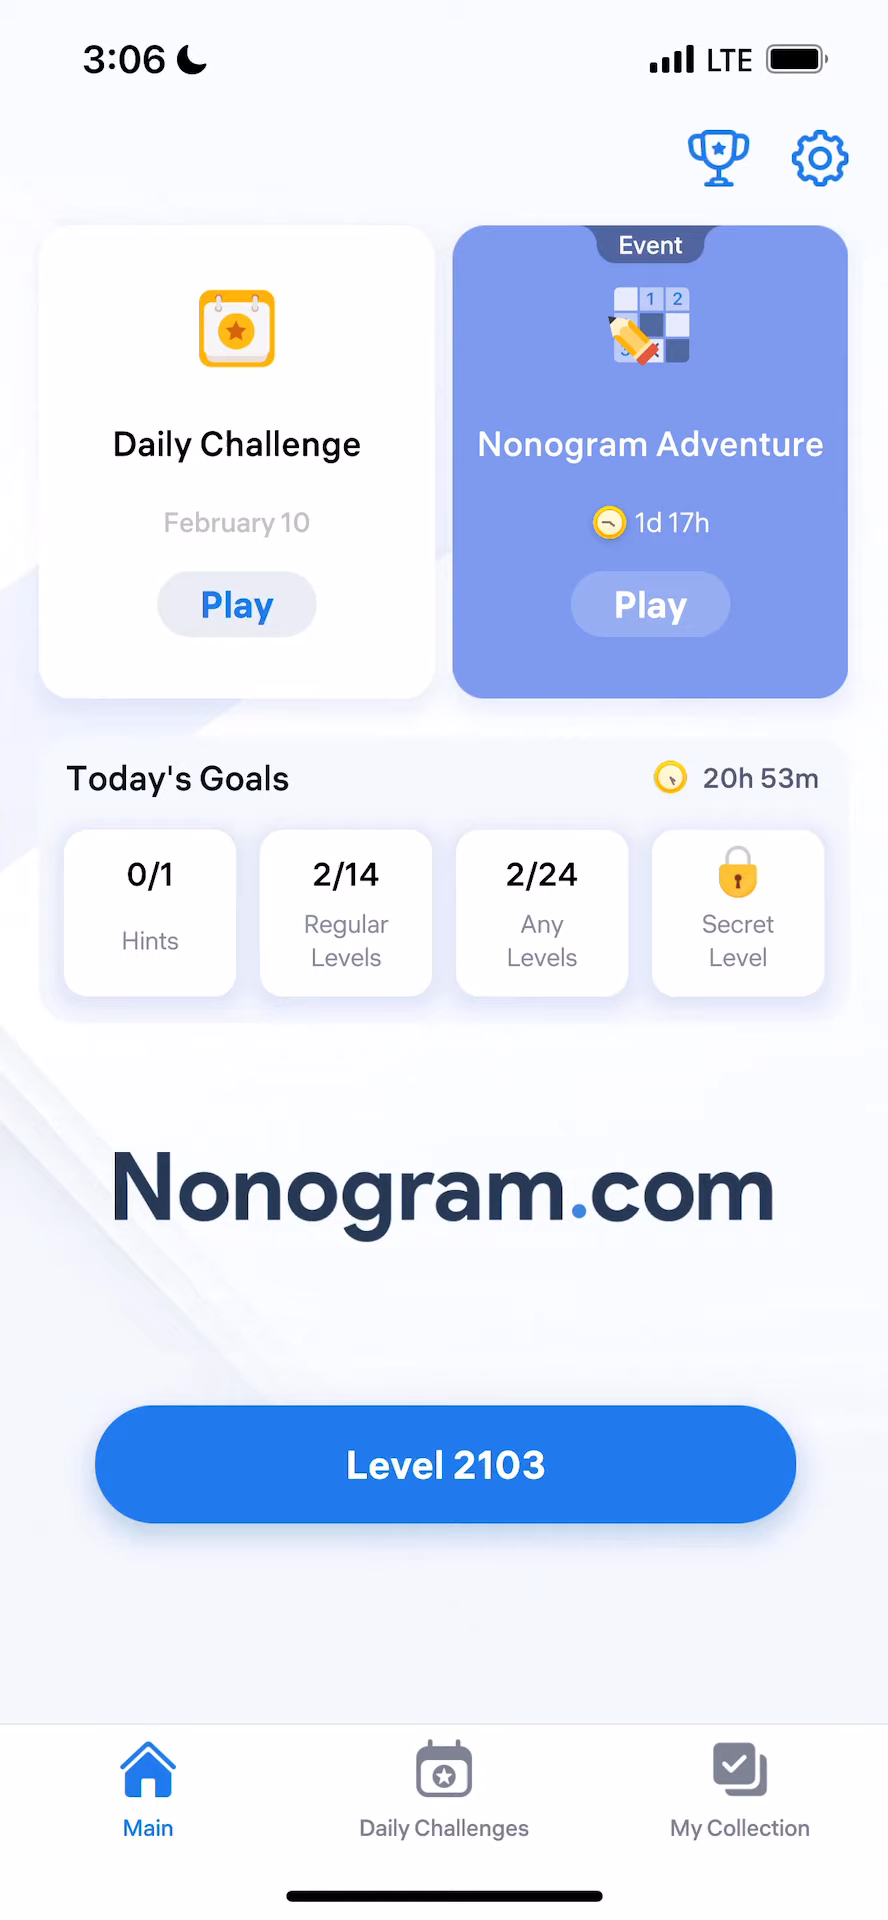 3:06
LTE
Event
1 2
Daily Challenge
Nonogram Adventure
February 10
1d 17h
Play
Play
Today's Goals
20h 53m
0/1
Hints
2/14
Regular
Levels
2/24
Any
Levels
Secret
Level
Nonogram.com
Level 2103
Main
Daily Challenges
My Collection